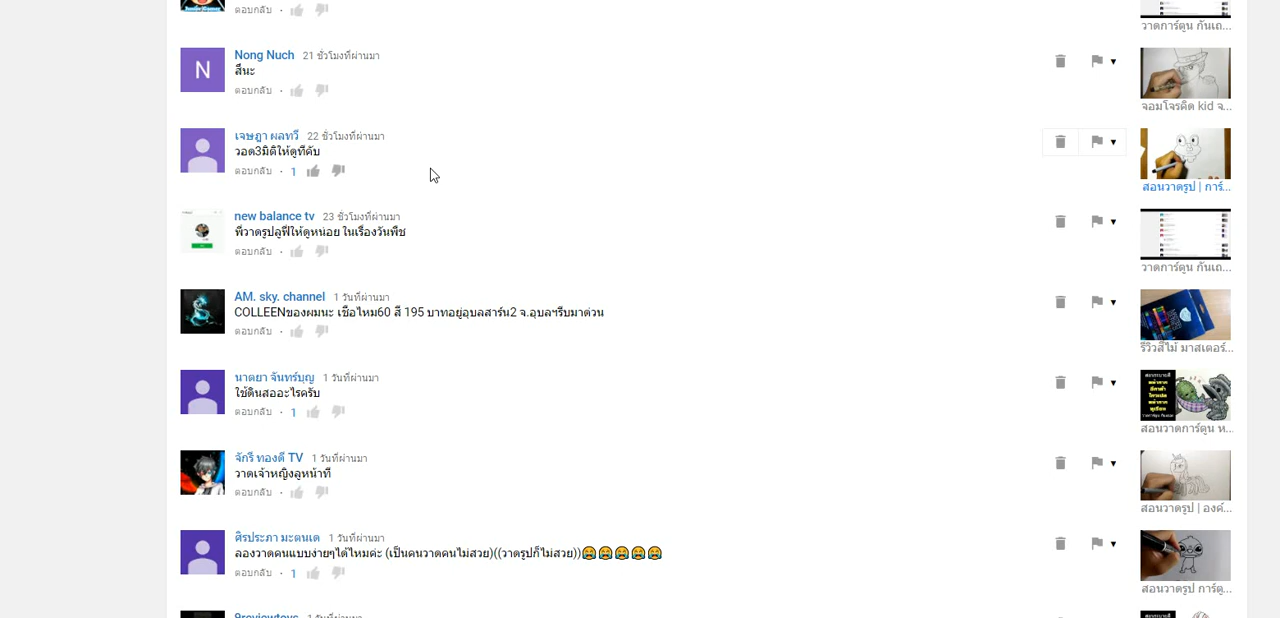 ตอบกลับ
วาดการ์ตูน กันเถ...
N
Nong Nuch 21 ชั่วโมงที่ผ่านมา
สึนะ
ตอบกลับ
จอมโจรคิด kid จ...
เจษฎา ผลทวี 22 ชั่วโมงที่ผ่านมา
วอด3มิติให้ดูทีคับ
ตอบกลับ · 1
สอนวาดรูป | การ์...
new balance tv 23 ชั่วโมงที่ผ่านมา
พี่วาดรูปลูฟี่ให้ดูหน่อย ในเรื่องวันพีช
ตอบกลับ
วาดการ์ตูน กันเถ...
AM. sky. channel 1 วันที่ผ่านมา
COLLEENของผมนะ เชื่อไหม60 สี 195 บาทอยู่อุบลสาร์น2 จ.อุบลฯรีบมาด่วน
ตอบกลับ
รีวิวสีไม้ มาสเตอร์...
นาตยา จันทร์บุญ 1 วันที่ผ่านมา
ใช้ดินสออะไรครับ
ตอบกลับ · 1
สอนวาดการ์ตูน ห...
จักรี ทองดี TV 1 วันที่ผ่านมา
วาดเจ้าหญิงลูหน้าที
ตอบกลับ
สอนวาดรูป | องค์...
ศิรประภา มะตนเด 1 วันที่ผ่านมา
ลองวาดคนแบบง่ายๆได้ไหมค่ะ (เป็นคนวาดคนไม่สวย)((วาดรูปก็ไม่สวย))😭😭😭😭😭
ตอบกลับ · 1
สอนวาดรูป การ์ตู...
9reviewtoys 1 วันที่ผ่านมา